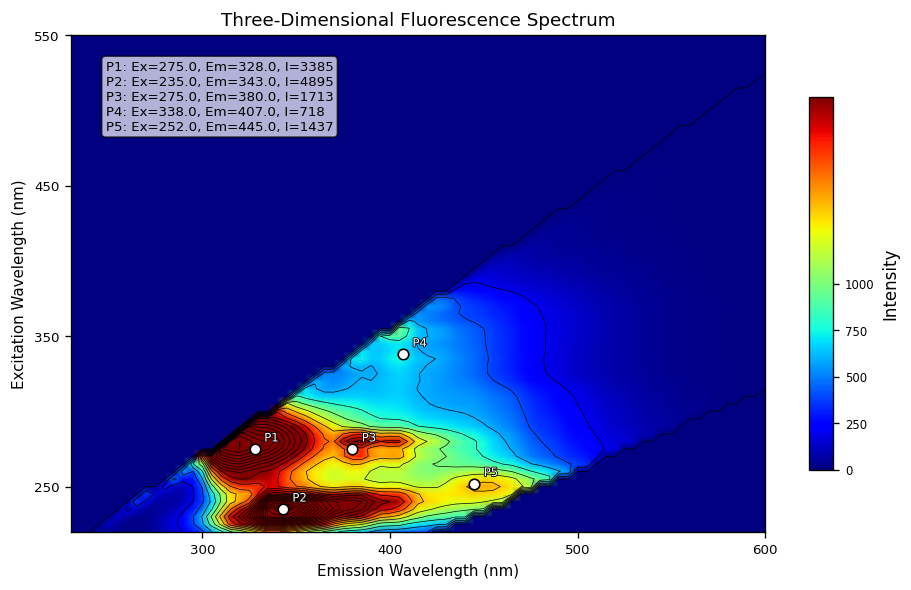 Three-Dimensional Fluorescence Spectrum
550
P1: Ex=275.0, Em=328.0, I=3385
P2: Ex=235.0, Em=343.0, I=4895
P3: Ex=275.0, Em=380.0, I=1713
P4: Ex=338.0, Em=407.0, I=718
P5: Ex=252.0, Em=445.0, I=1437
450
350
250
Excitation Wavelength (nm)
P4
P1
P3
P5
P2
300
400
500
600
Emission Wavelength (nm)
1000
750
500
250
0
Intensity